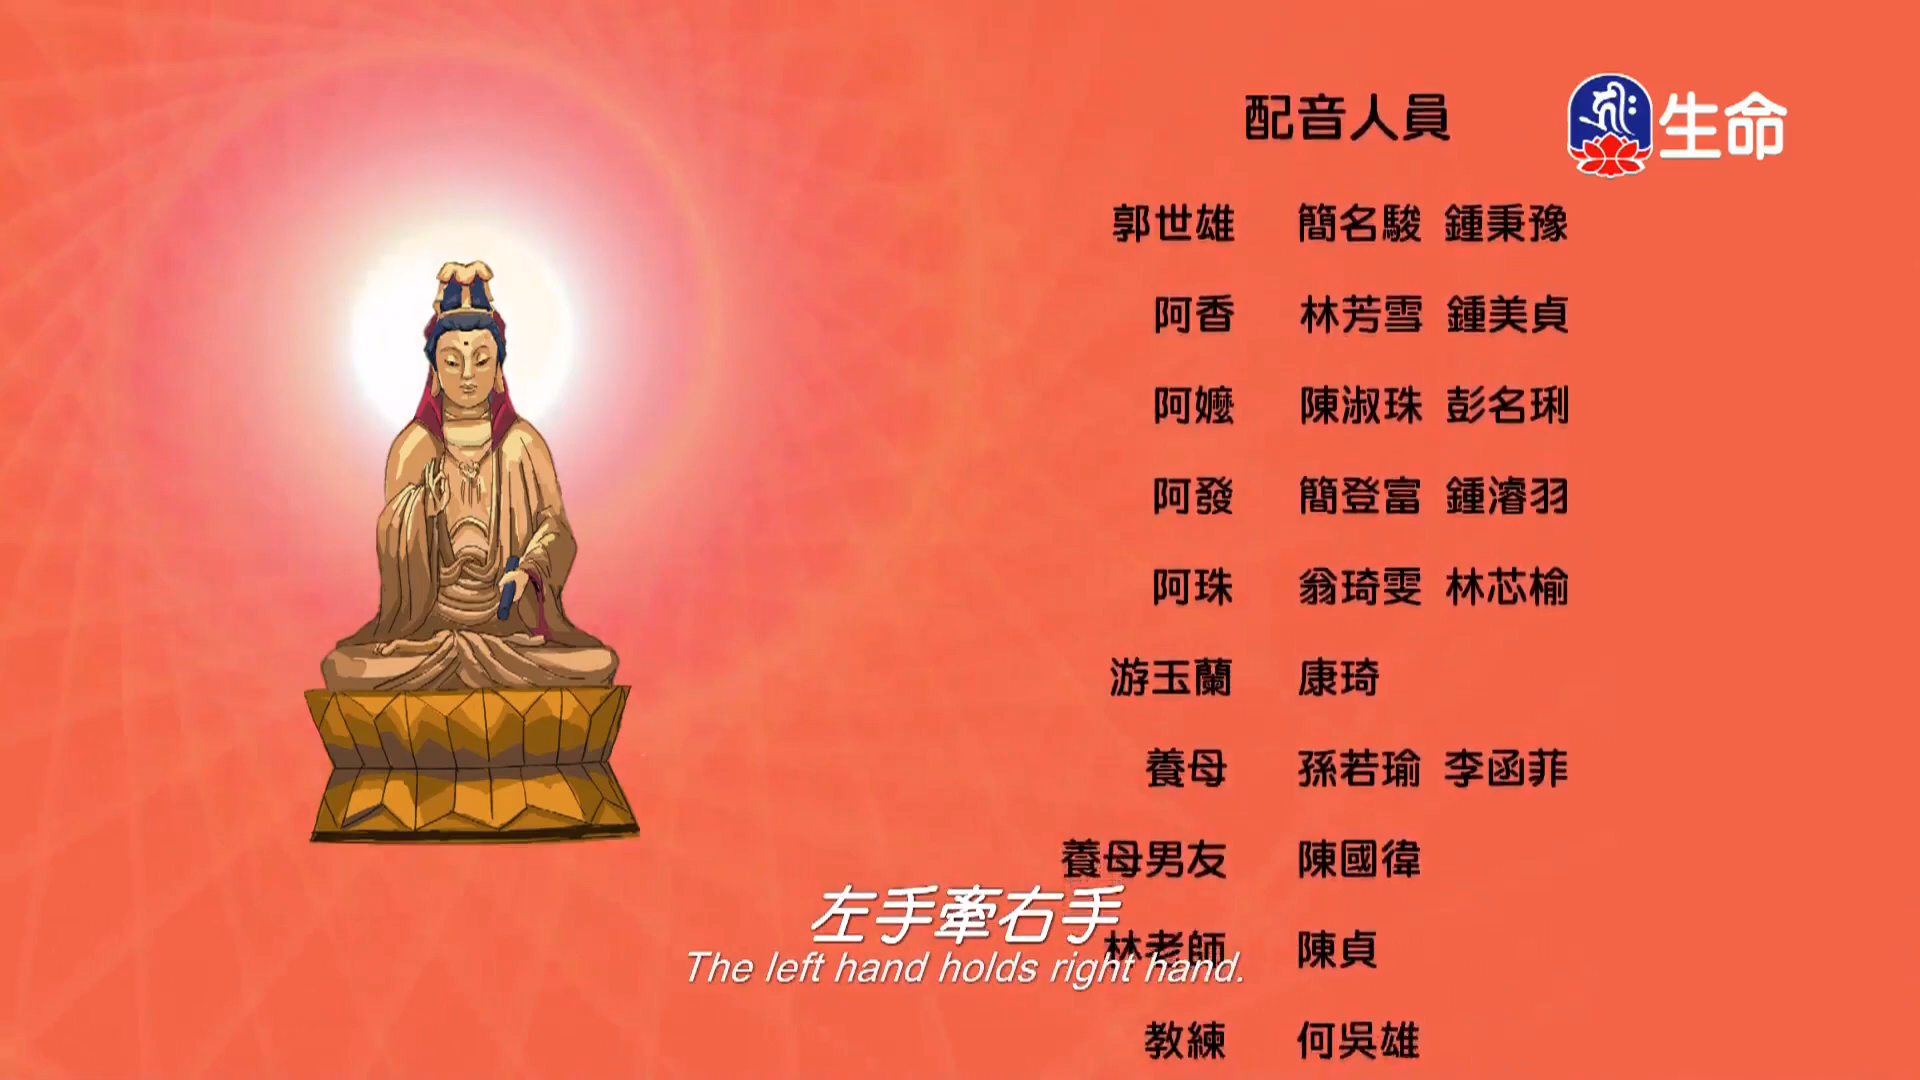 配音人員
生命
郭世雄 簡名駿 鍾秉豫
阿香 林芳雪 鍾美貞
阿嬤 陳淑珠 彭名琍
阿發 簡登富 鍾濬羽
阿珠 翁琦雯 林芯榆
游玉蘭 康琦
養母 孫若瑜 李函菲
養母男友 陳國偉
左手牽右手
林老師 陳貞
The left hand holds right hand.
教練 何吳雄